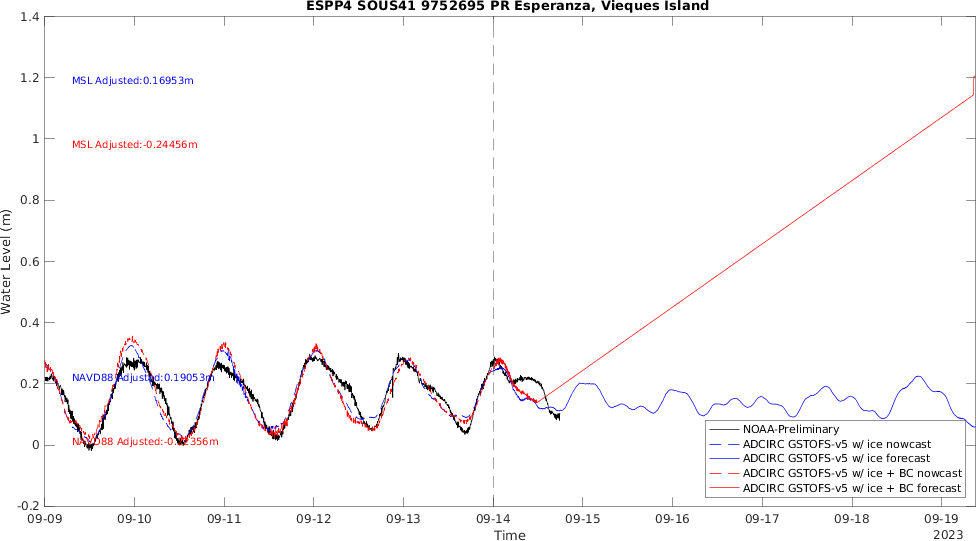 ESPP4 SOUS41 9752695 PR Esperanza, Vieques Island
1.4
1.2
1
0.8
0.6
0.4
0.2
0
-0.2
Water Level (m)
MSL Adjusted:0.16953m
MSL Adjusted:-0.24456m
NAVD88 Adjusted:0.19053m
NAVD88 Adjusted:
NOAA-Preliminary
ADCIRC GSTOFS-v5 w/ ice nowcast
ADCIRC GSTOFS-v5 w/ ice forecast
ADCIRC GSTOFS-v5 w/ ice + BC nowcast
ADCIRC GSTOFS-v5 w/ ice + BC forecast
09-09 09-10 09-11 09-12 09-13 09-14 09-15 09-16 09-17 09-18 09-19
Time
2023